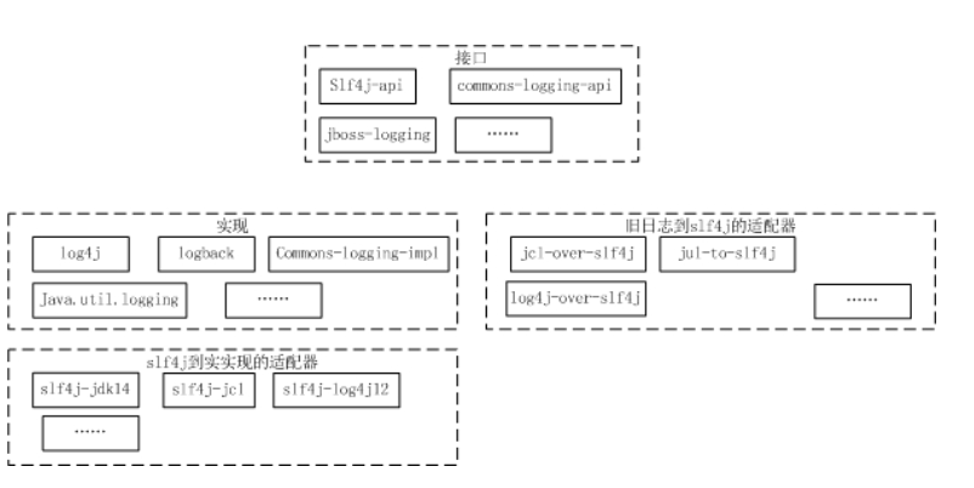 接口
Slf4j-api
commons-logging-api
jboss-logging
……
实现
log4j
logback
Commons-logging-impl
Java.util.logging
……
旧日志到slf4j的适配器
jcl-over-slf4j
jul-to-slf4j
log4j-over-slf4j
……
slf4j到实实现的适配器
slf4j-jdk14
slf4j-jcl
slf4j-log4j12
……